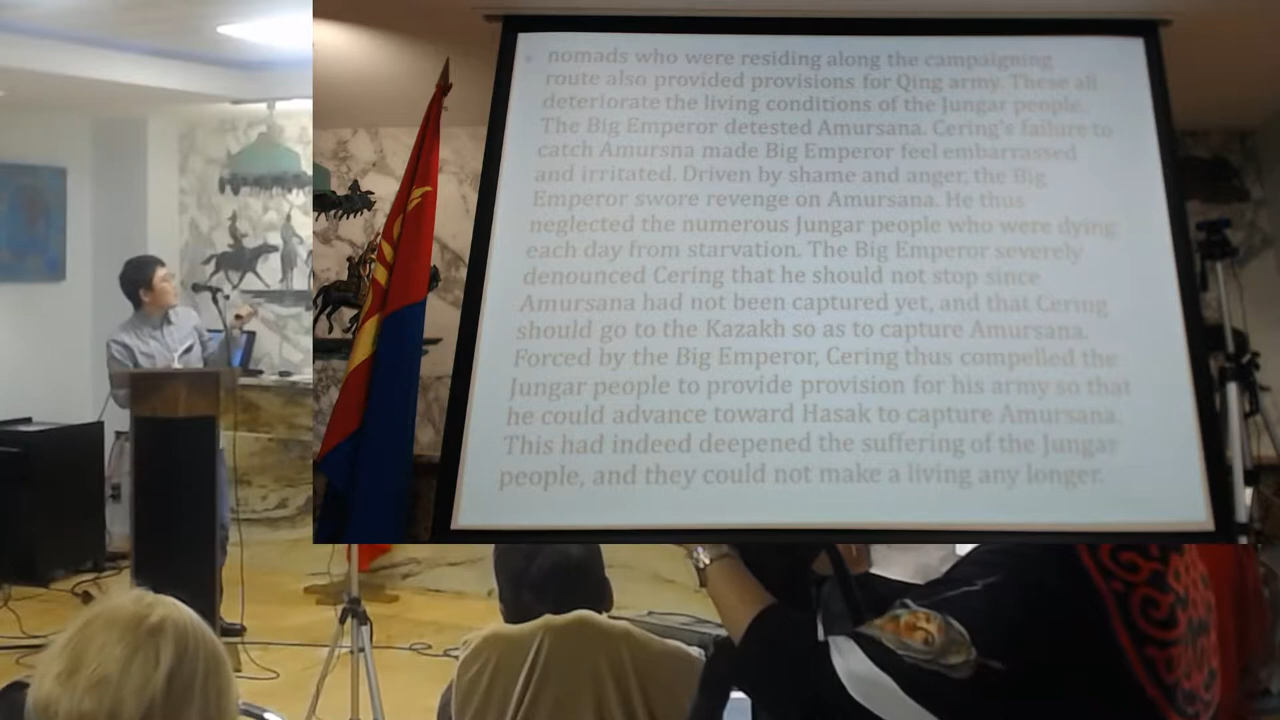 nomads who were residing along the campaigning
route also provided provisions for Qing army. These all
deteriorate the living conditions of the Jungar people.
The Big Emperor detested Amursana. Cering's failure to
catch Amursna made Big Emperor feel embarrassed
and irritated. Driven by shame and anger, the Big
Emperor swore revenge on Amursana. He thus
neglected the numerous Jungar people who were dying
each day from starvation. The Big Emperor severely
denounced Cering that he should not stop since
Amursana had not been captured yet, and that Cering
should go to the Kazakh so as to capture Amursana.
Forced by the Big Emperor, Cering thus compelled the
Jungar people to provide provision for his army so that
he could advance toward Hasak to capture Amursana.
This had indeed deepened the suffering of the Jungar
people, and they could not make a living any longer.